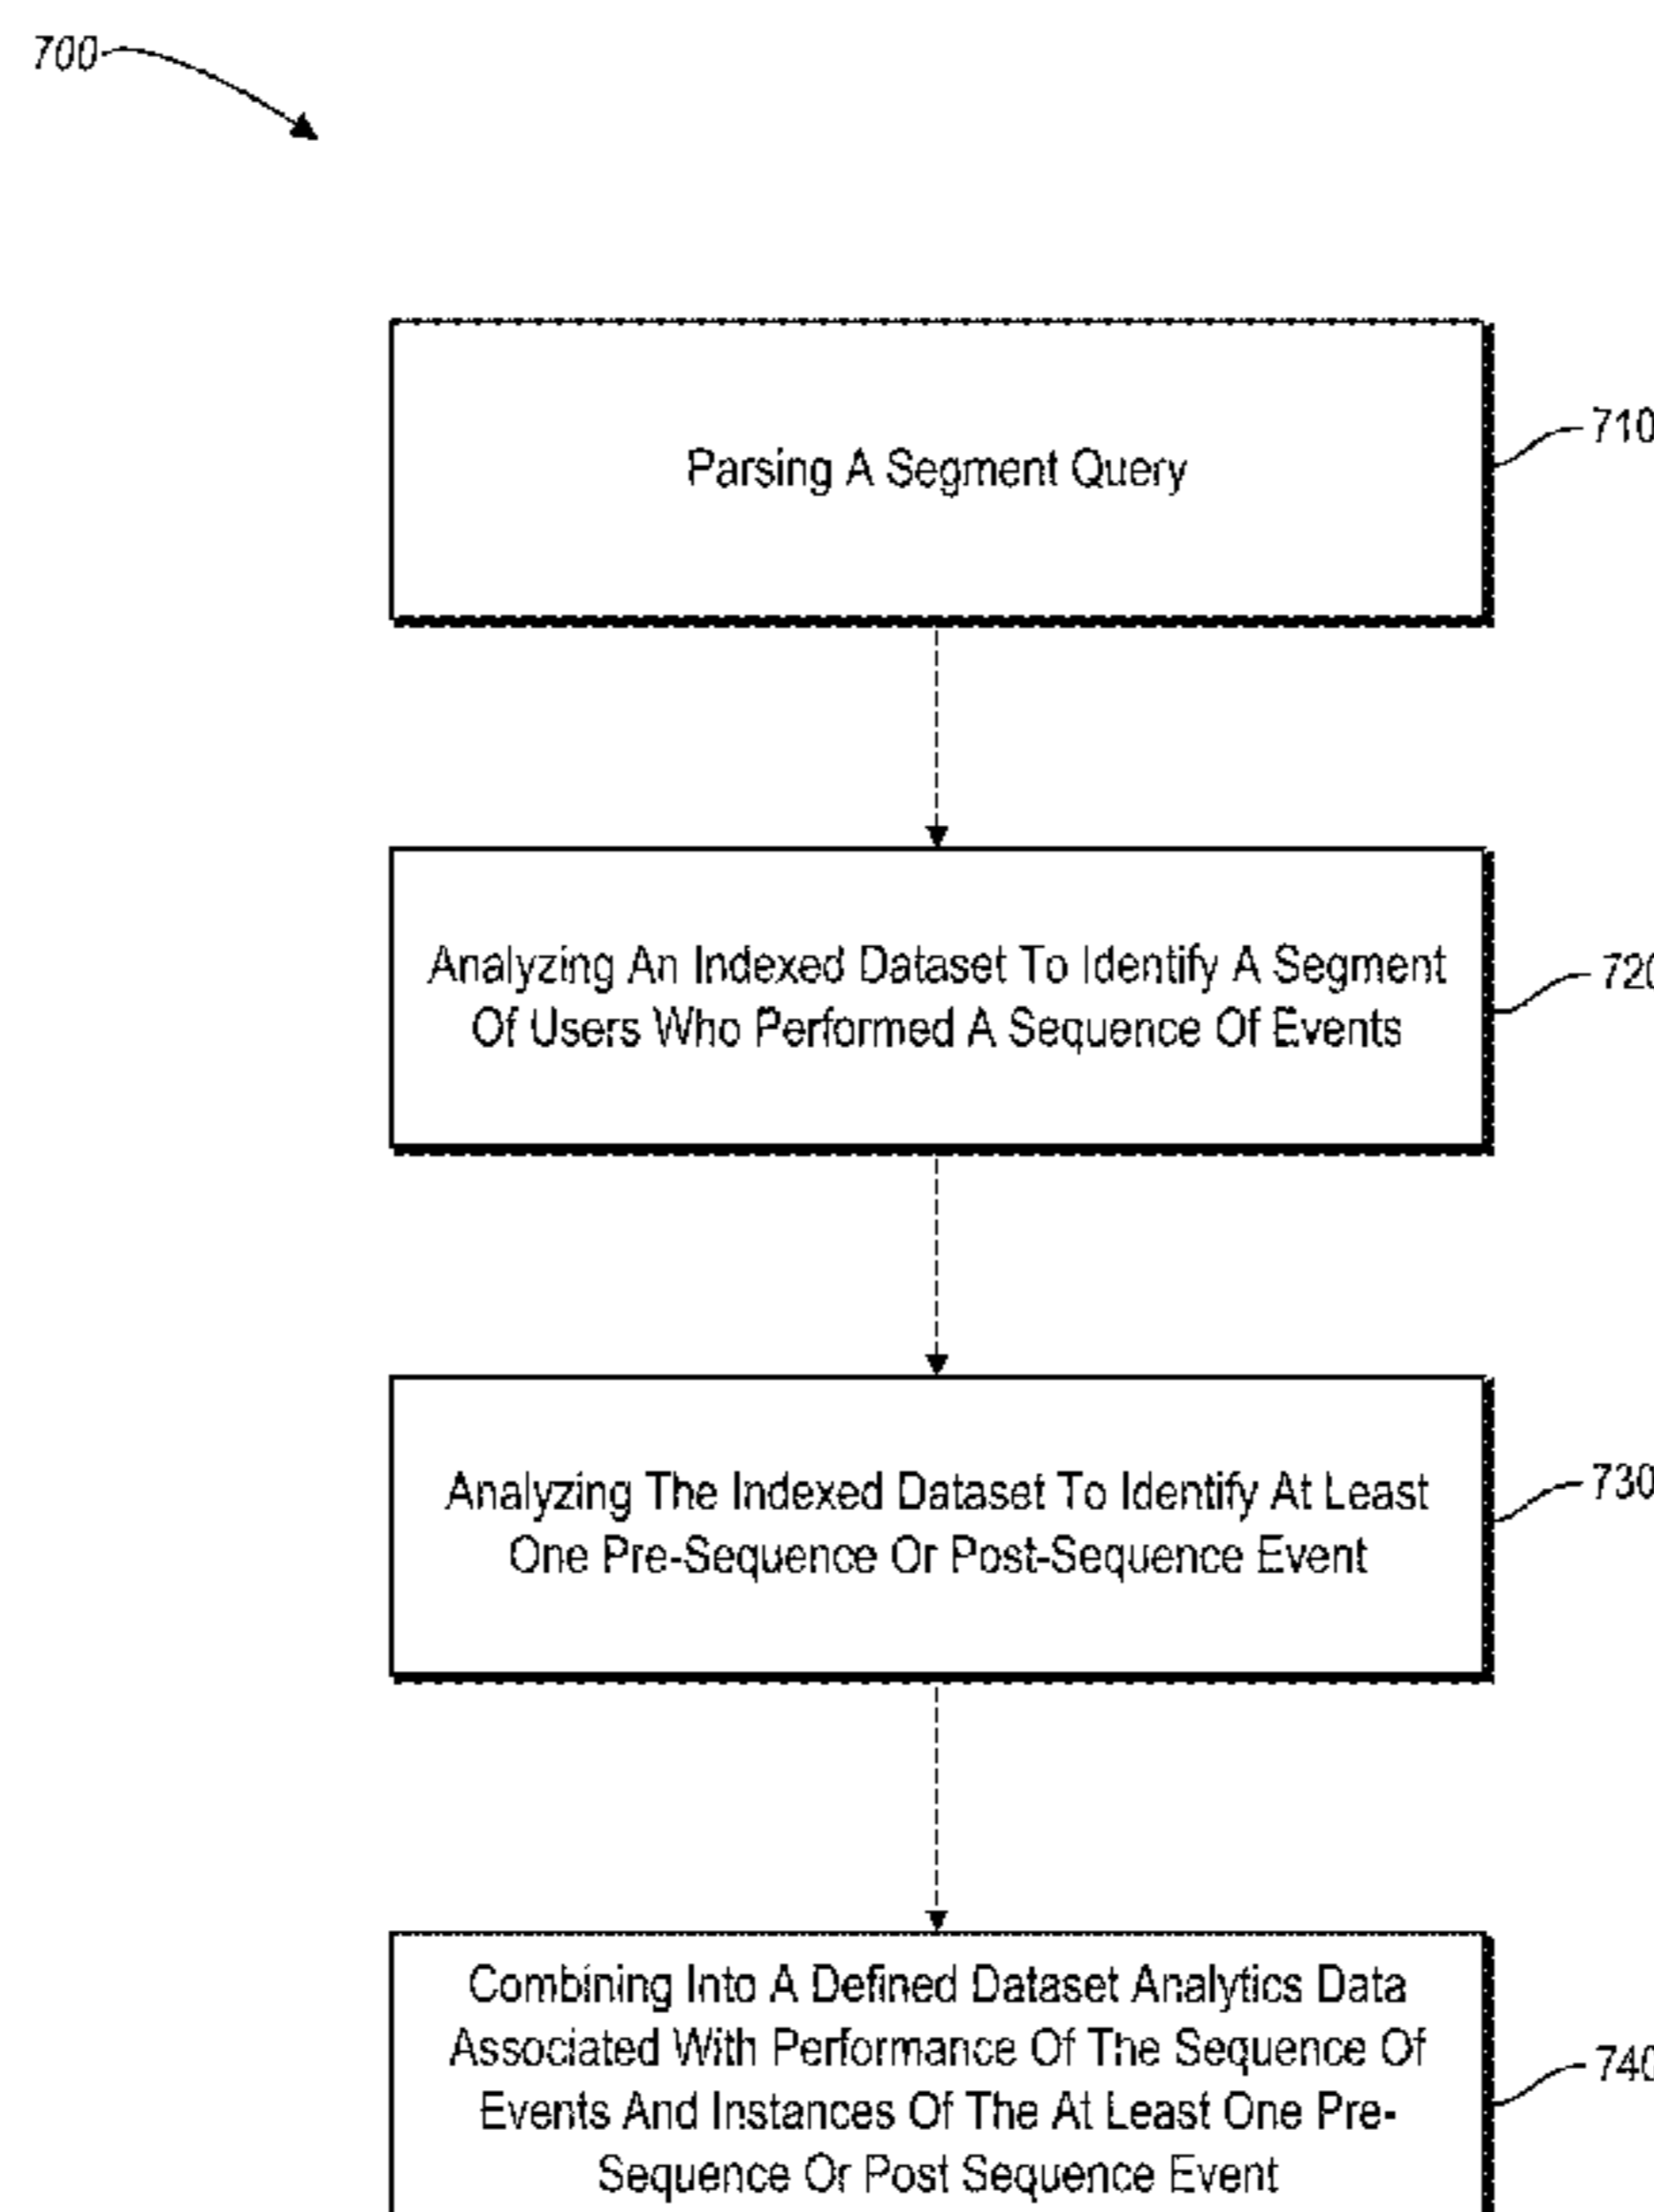 700
Parsing A Segment Query
710
Analyzing An Indexed Dataset To Identify A Segment
Of Users Who Performed A Sequence Of Events
720
Analyzing The Indexed Dataset To Identify At Least
One Pre-Sequence Or Post-Sequence Event
730
Combining Into A Defined Dataset Analytics Data
Associated With Performance Of The Sequence Of
Events And Instances Of The At Least One Pre-
Sequence Or Post Sequence Event
740